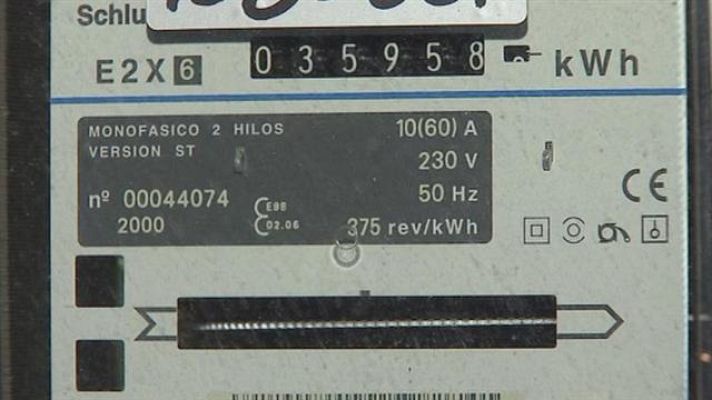 Schlu
E2X6 035958 kWh
MONOFASICO 2 HILOS 10(60) A
VERSION ST 230 V
50 Hz
nº 00044074 E98
2000 02.06 375 rev/kWh
CE